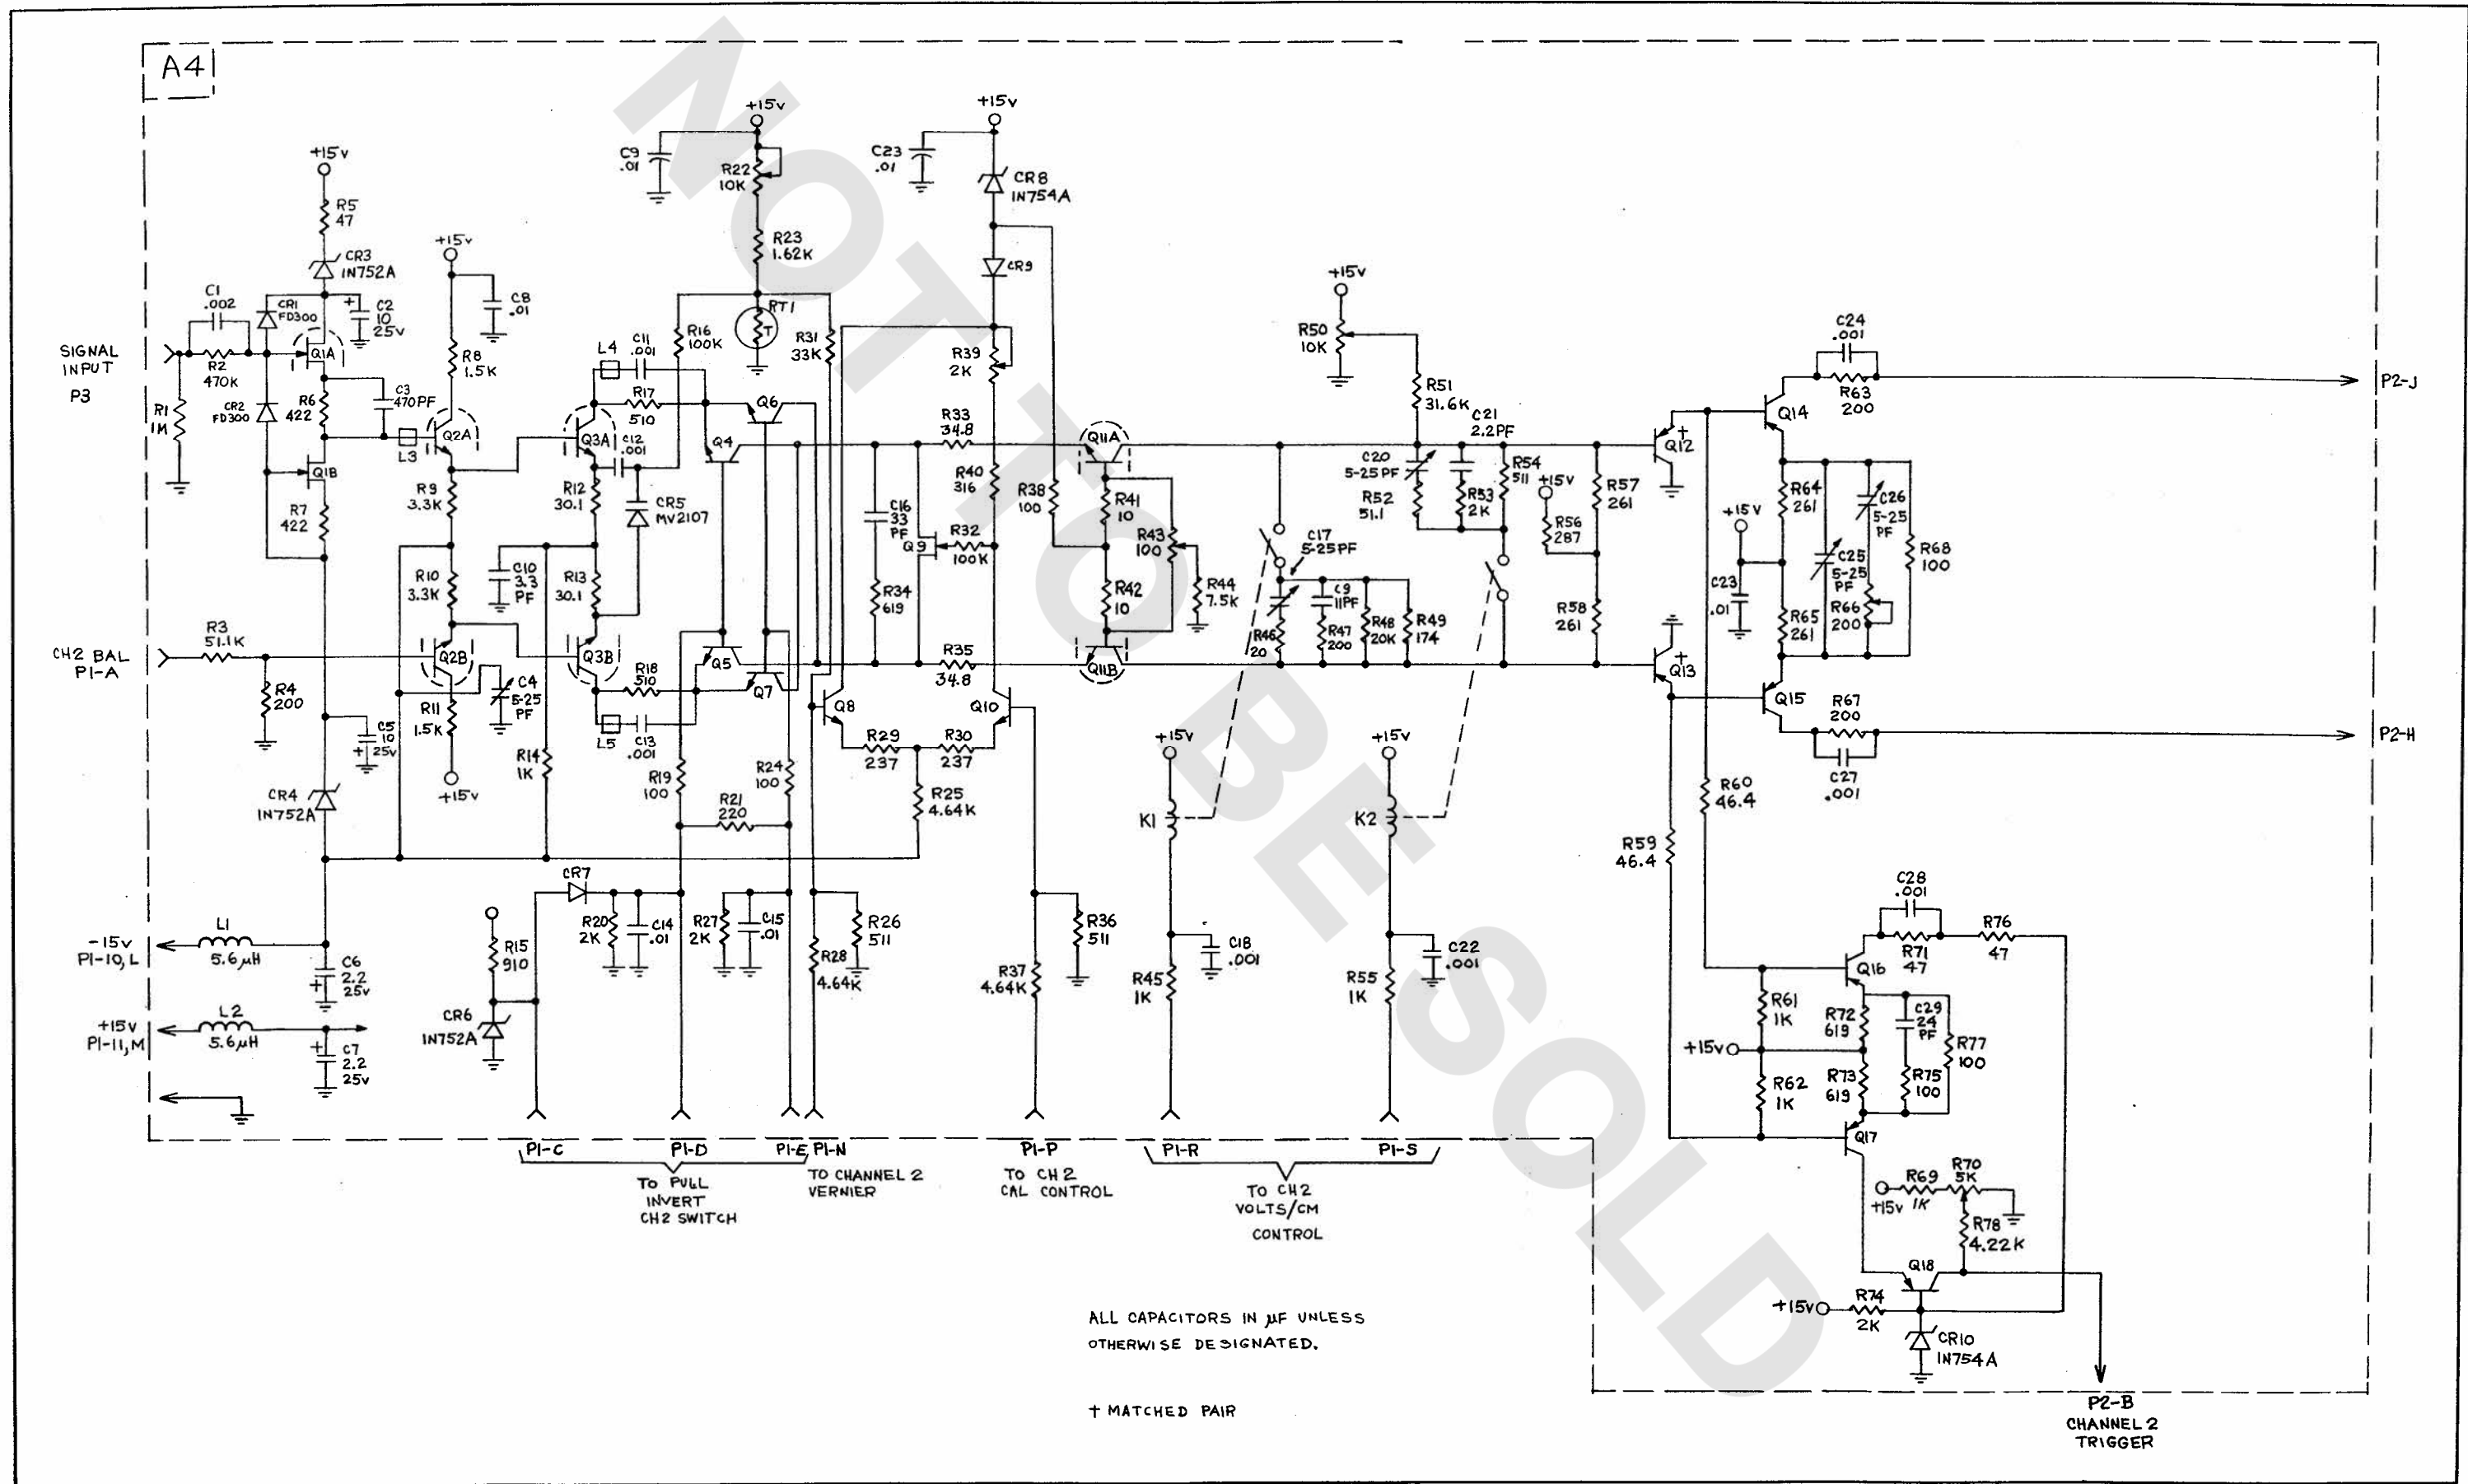 A4
SIGNAL
INPUT
P3
R1
1M
C1
.002
R2
470K
CR1
FD300
CR2
FD300
+15V
R5
47
CR3
1N752A
C2
10
25V
Q1A
R6
422
C3
470PF
Q1B
R7
422
L3
+15V
C8
.01
R8
1.5K
Q2A
R9
3.3K
R10
3.3K
Q2B
R11
1.5K
+15V
C4
5-25
PF
CH2 BAL
P1-A
R3
51.1K
R4
200
C5
10
25V
CR4
1N752A
-15V
P1-10, L
L1
5.6µH
C6
2.2
25V
+15V
P1-11, M
L2
5.6µH
C7
2.2
25V
L4
C11
.001
R17
510
Q3A
C12
.001
R12
30.1
CR5
MV2107
C10
3.3
PF
R13
30.1
Q3B
R18
510
L5
C13
.001
R14
1K
R16
100K
C9
.01
+15V
R22
10K
R23
1.62K
RT1
T
R31
33K
Q6
Q4
Q5
Q7
R19
100
R21
220
R24
100
CR7
R15
910
CR6
1N752A
R20
2K
C14
.01
R27
2K
C15
.01
R28
4.64K
R26
511
Q8
R29
237
R30
237
Q10
R25
4.64K
R37
4.64K
R36
511
C23
.01
+15V
CR8
1N754A
CR9
R39
2K
R40
316
R33
34.8
C16
33
PF
Q9
R32
100K
R34
619
R35
34.8
R38
100
Q11A
R41
10
R42
10
R43
100
R44
7.5K
Q11B
C17
5-25PF
R46
20
C9
11PF
R47
200
R48
20K
R49
174
+15V
R50
10K
R51
31.6K
C20
5-25PF
R52
51.1
C21
2.2PF
R53
2K
R54
511
+15V
R56
287
R57
261
R58
261
+15V
K1
C18
.001
R45
1K
+15V
K2
C22
.001
R55
1K
Q12
†
Q13
†
Q14
C24
.001
R63
200
P2-J
R64
261
C25
5-25
PF
C26
5-25
PF
R66
200
R68
100
+15V
C23
.01
R65
261
Q15
R67
200
C27
.001
P2-H
R60
46.4
R59
46.4
C28
.001
R71
47
R76
47
Q16
R61
1K
R72
619
C29
24
PF
R77
100
+15V
R62
1K
R73
619
R75
100
Q17
+15V
R69
1K
R70
5K
R78
4.22K
Q18
+15V
R74
2K
CR10
1N754A
P1-C
P1-D
P1-E
P1-N
P1-P
P1-R
P1-S
TO PULL
INVERT
CH2 SWITCH
TO CHANNEL 2
VERNIER
TO CH 2
CAL CONTROL
TO CH2
VOLTS/CM
CONTROL
ALL CAPACITORS IN µF UNLESS
OTHERWISE DESIGNATED.
† MATCHED PAIR
P2-B
CHANNEL 2
TRIGGER
NOT TO BE SOLD